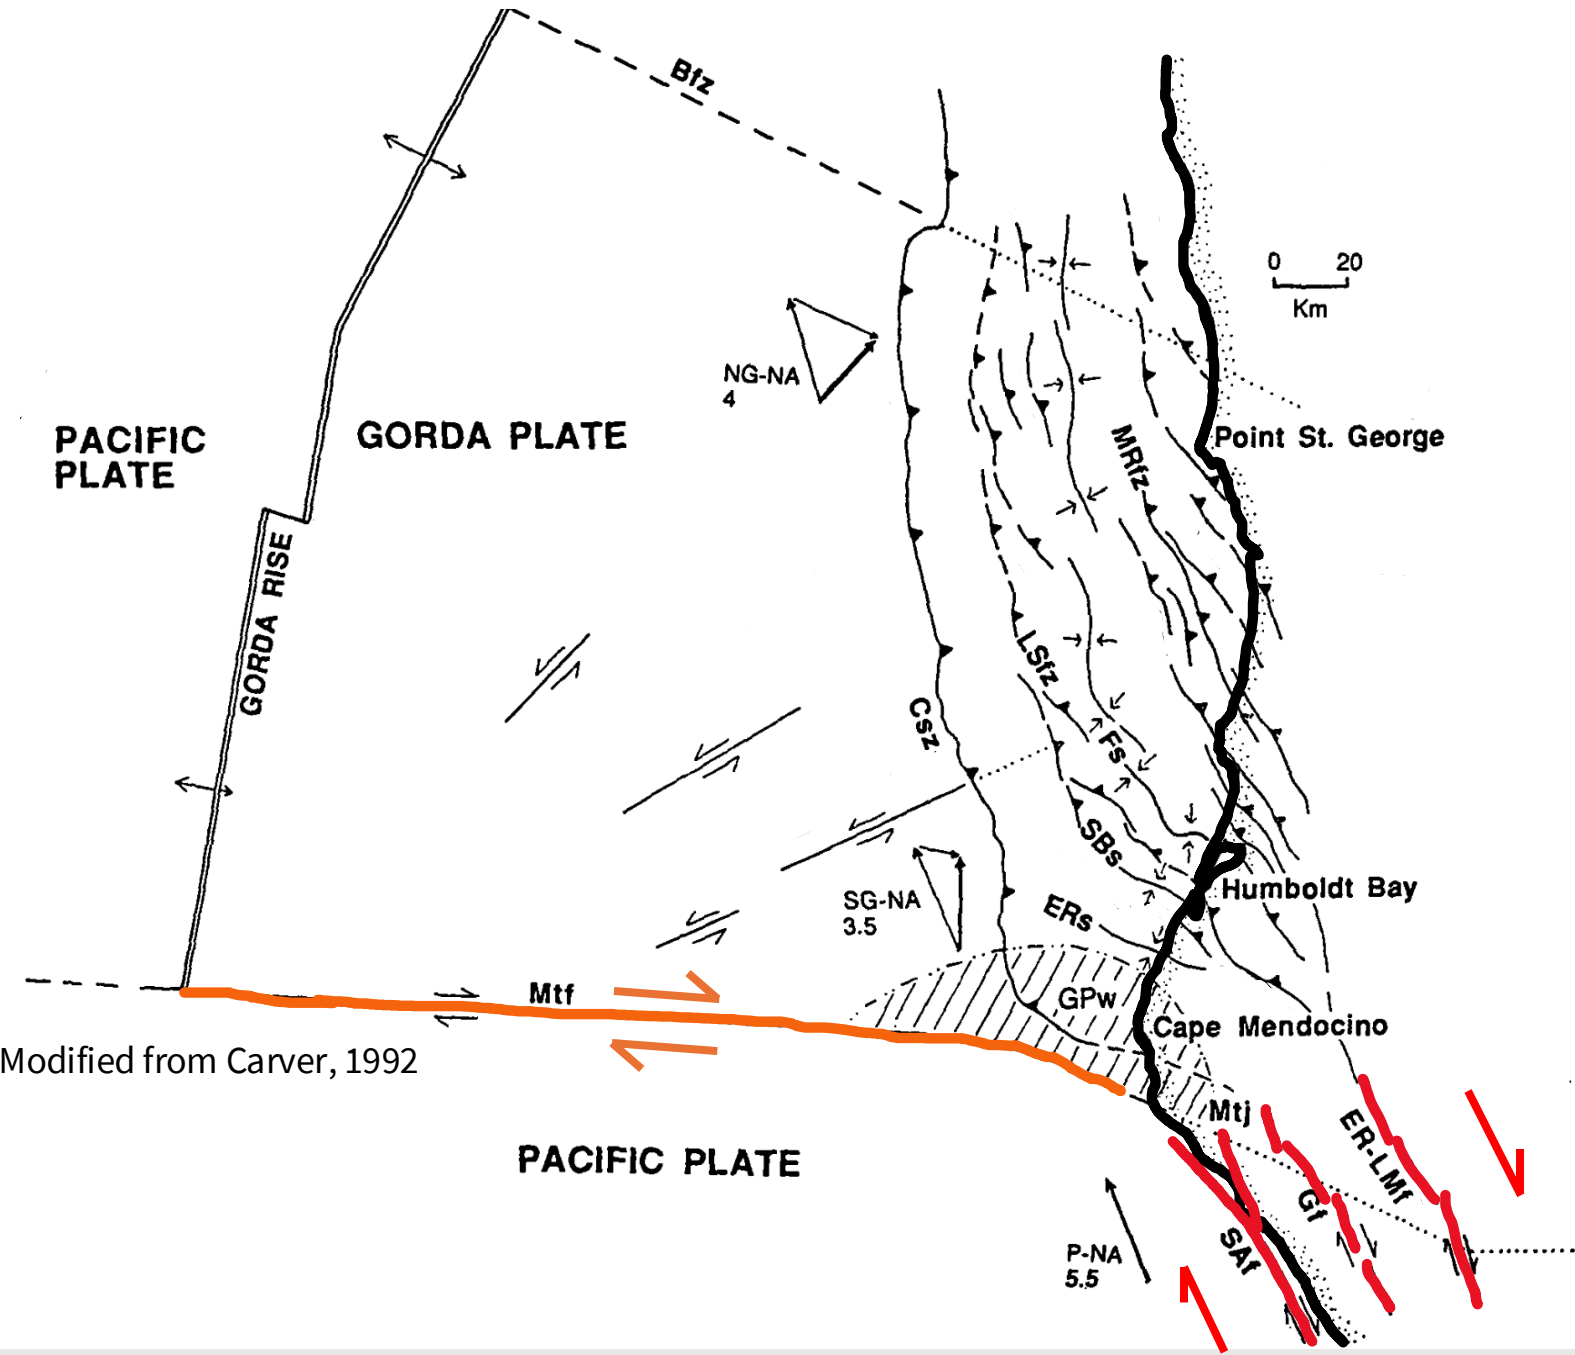 Bfz
0 20
Km
NG-NA
4
PACIFIC
PLATE
GORDA PLATE
MRfz
Point St. George
GORDA RISE
LSfz
Csz
Fs
SBs
SG-NA
3.5
Humboldt Bay
ERs
Mtf
GPw
Cape Mendocino
Modified from Carver, 1992
Mtj
ER-LMf
PACIFIC PLATE
Gf
SAf
P-NA
5.5